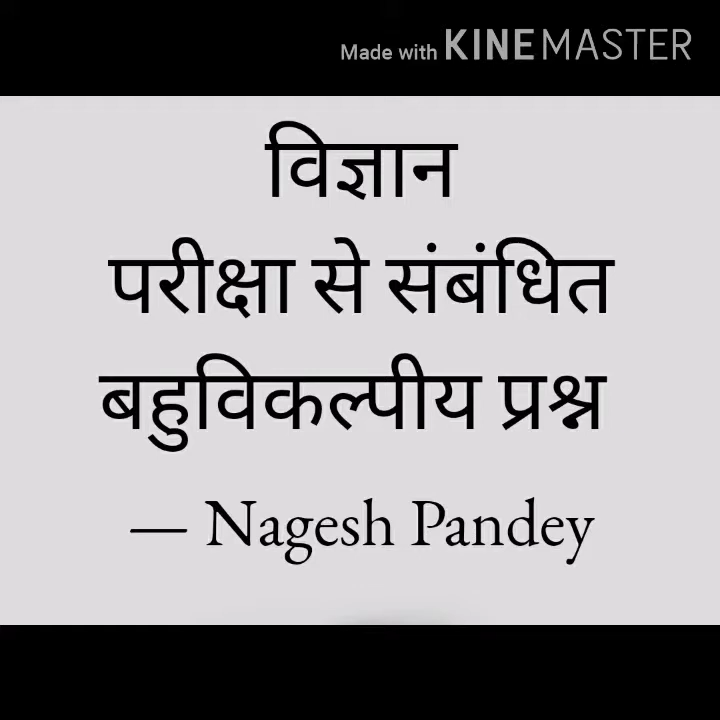 Made with KINEMASTER
विज्ञान
परीक्षा से संबंधित
बहुविकल्पीय प्रश्न
— Nagesh Pandey